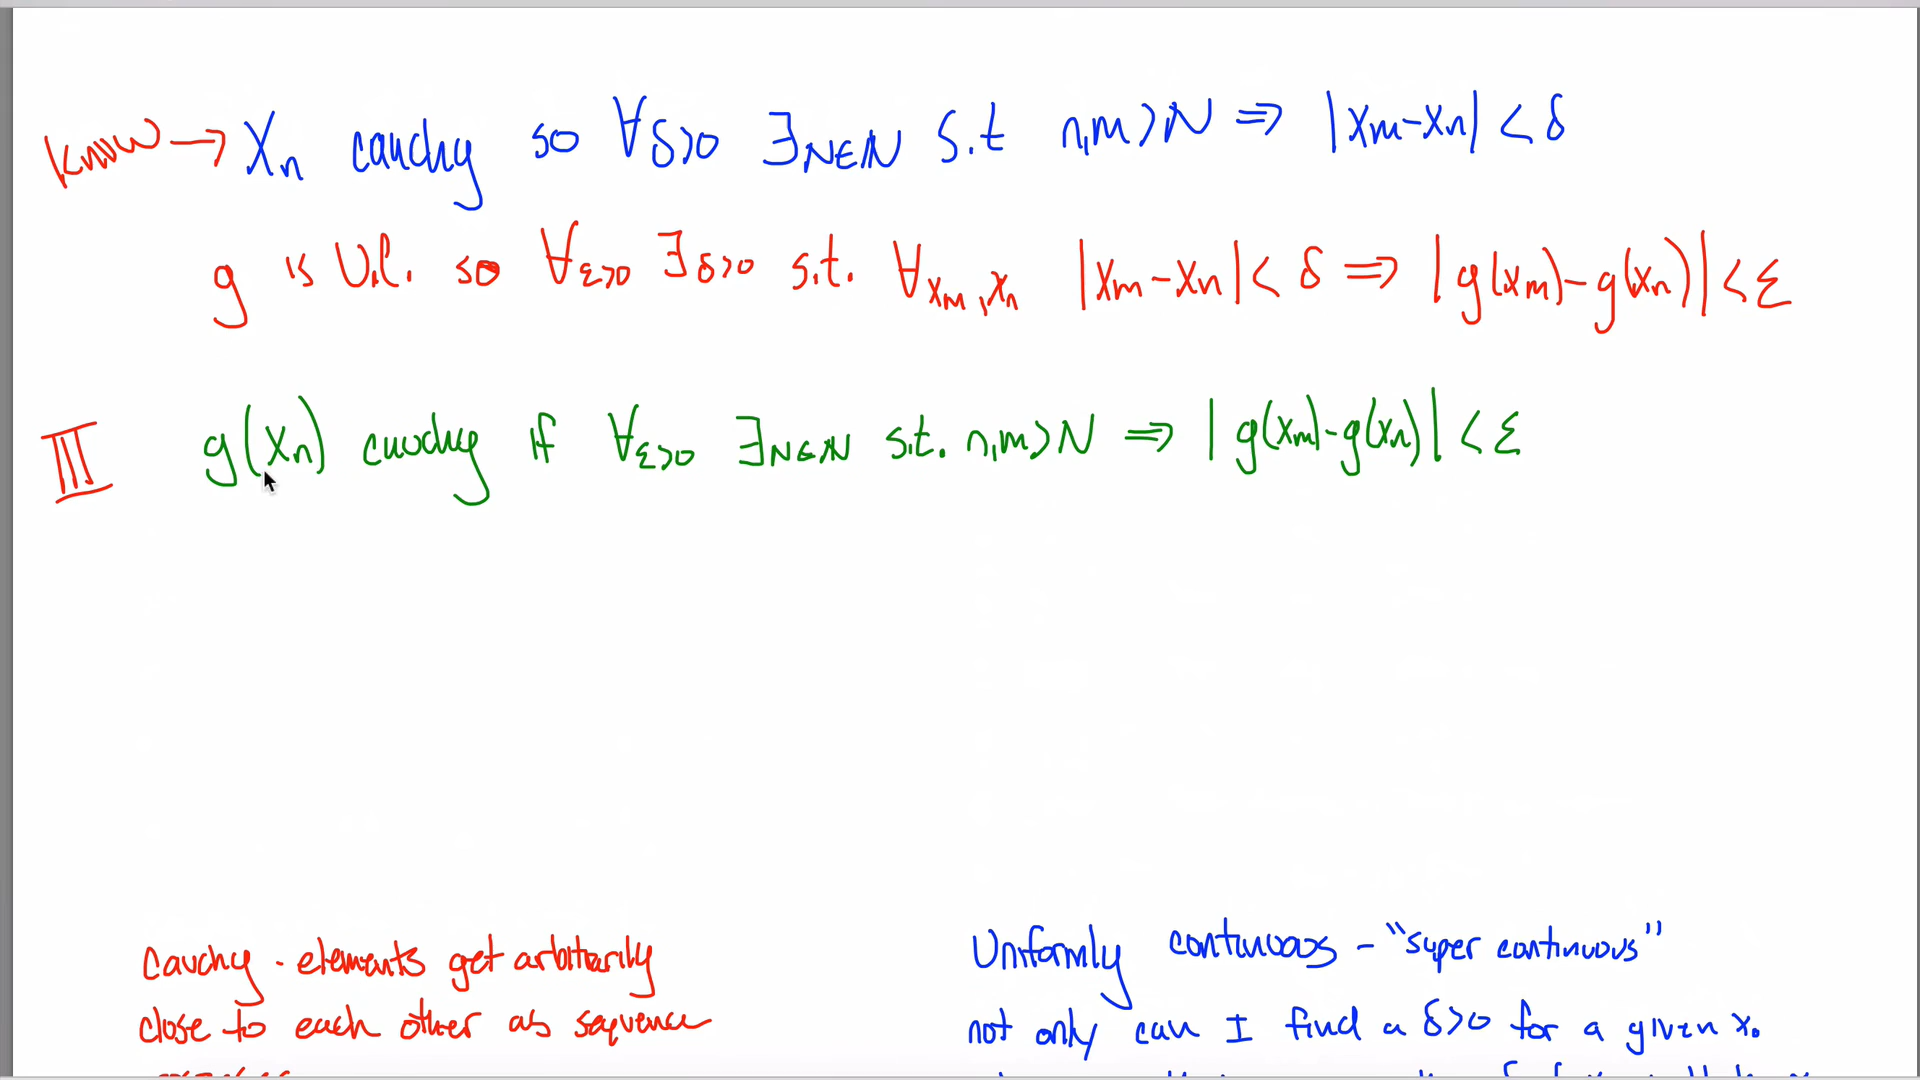 know → Xn cauchy so ∀δ>0 ∃N∈ℕ s.t n,m>N ⇒ |Xm-Xn| < δ
g is U.C. so ∀ε>0 ∃δ>0 s.t. ∀xm,xn |Xm-Xn| < δ ⇒ |g(xm)-g(xn)| < ε
III g(Xn) cauchy if ∀ε>0 ∃N∈ℕ s.t. n,m>N ⇒ |g(xm)-g(xn)| < ε
Cauchy - elements get arbitrarily
close to each other as sequence
Uniformly continuous - "super continuous"
not only can I find a δ>0 for a given x₀